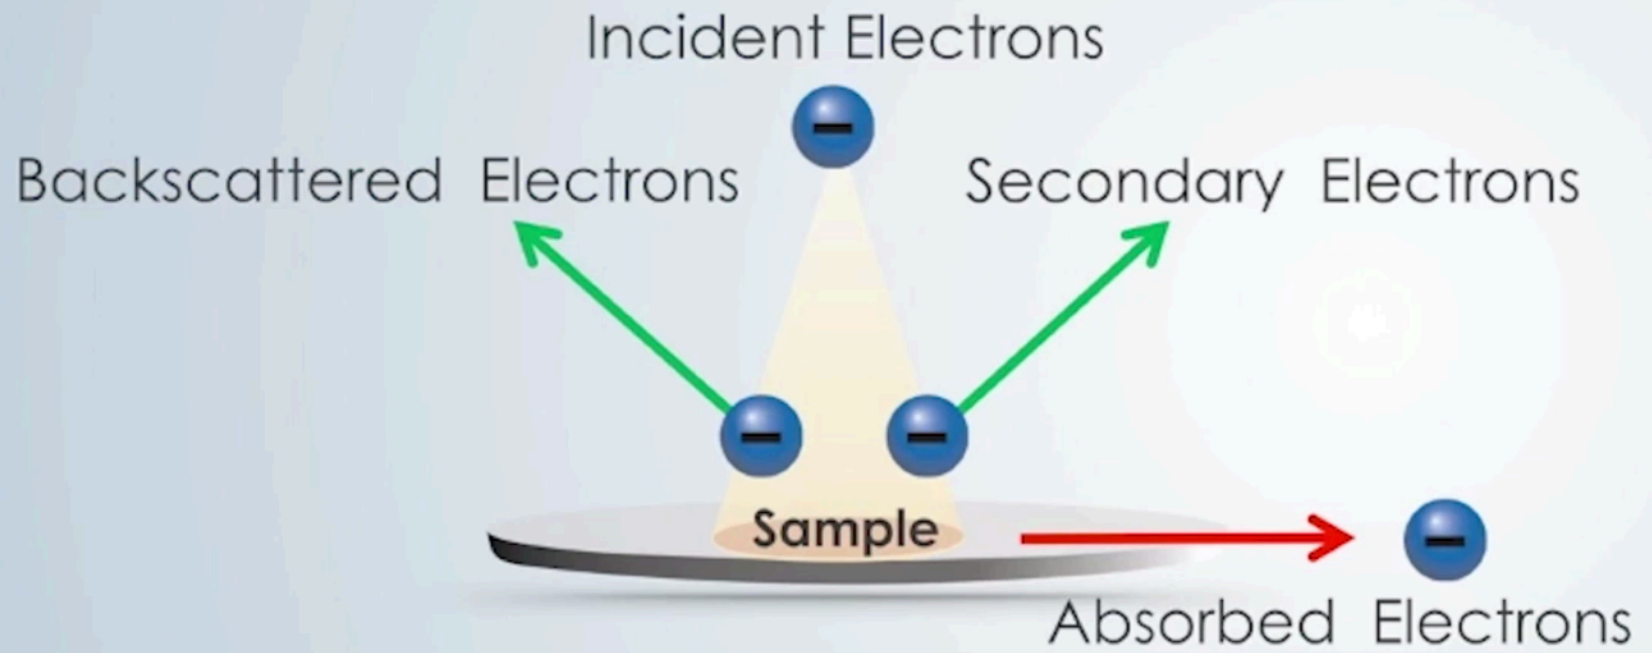 Incident Electrons
Backscattered Electrons
Secondary Electrons
Sample
Absorbed Electrons